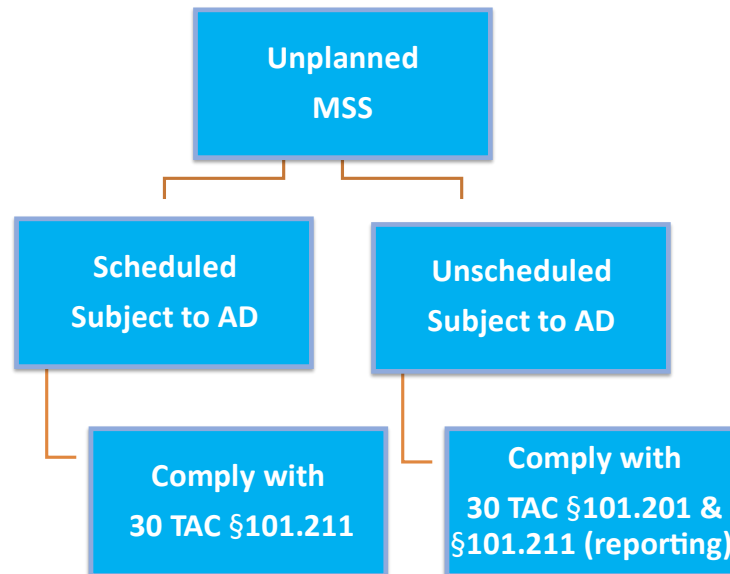 Unplanned
MSS
Scheduled
Subject to AD
Unscheduled
Subject to AD
Comply with
30 TAC §101.211
Comply with
30 TAC §101.201 &
§101.211 (reporting)